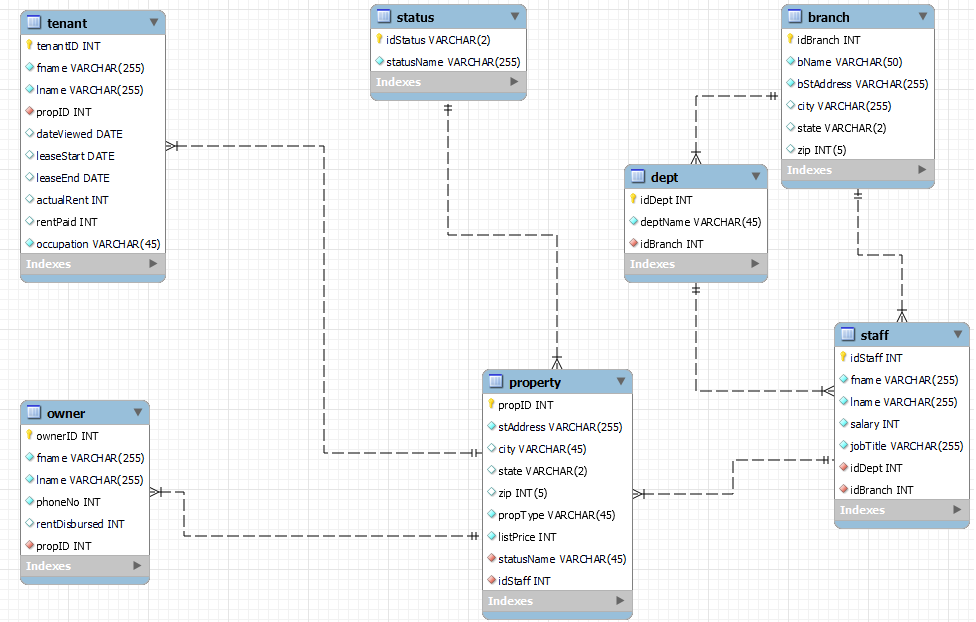 tenant
tenantID INT
fname VARCHAR(255)
lname VARCHAR(255)
propID INT
dateViewed DATE
leaseStart DATE
leaseEnd DATE
actualRent INT
rentPaid INT
occupation VARCHAR(45)
Indexes
status
idStatus VARCHAR(2)
statusName VARCHAR(255)
Indexes
branch
idBranch INT
bName VARCHAR(50)
bStAddress VARCHAR(255)
city VARCHAR(255)
state VARCHAR(2)
zip INT(5)
Indexes
dept
idDept INT
deptName VARCHAR(45)
idBranch INT
Indexes
staff
idStaff INT
fname VARCHAR(255)
lname VARCHAR(255)
salary INT
jobTitle VARCHAR(255)
idDept INT
idBranch INT
Indexes
property
propID INT
stAddress VARCHAR(255)
city VARCHAR(45)
state VARCHAR(2)
zip INT(5)
propType VARCHAR(45)
listPrice INT
statusName VARCHAR(45)
idStaff INT
Indexes
owner
ownerID INT
fname VARCHAR(255)
lname VARCHAR(255)
phoneNo INT
rentDisbursed INT
propID INT
Indexes